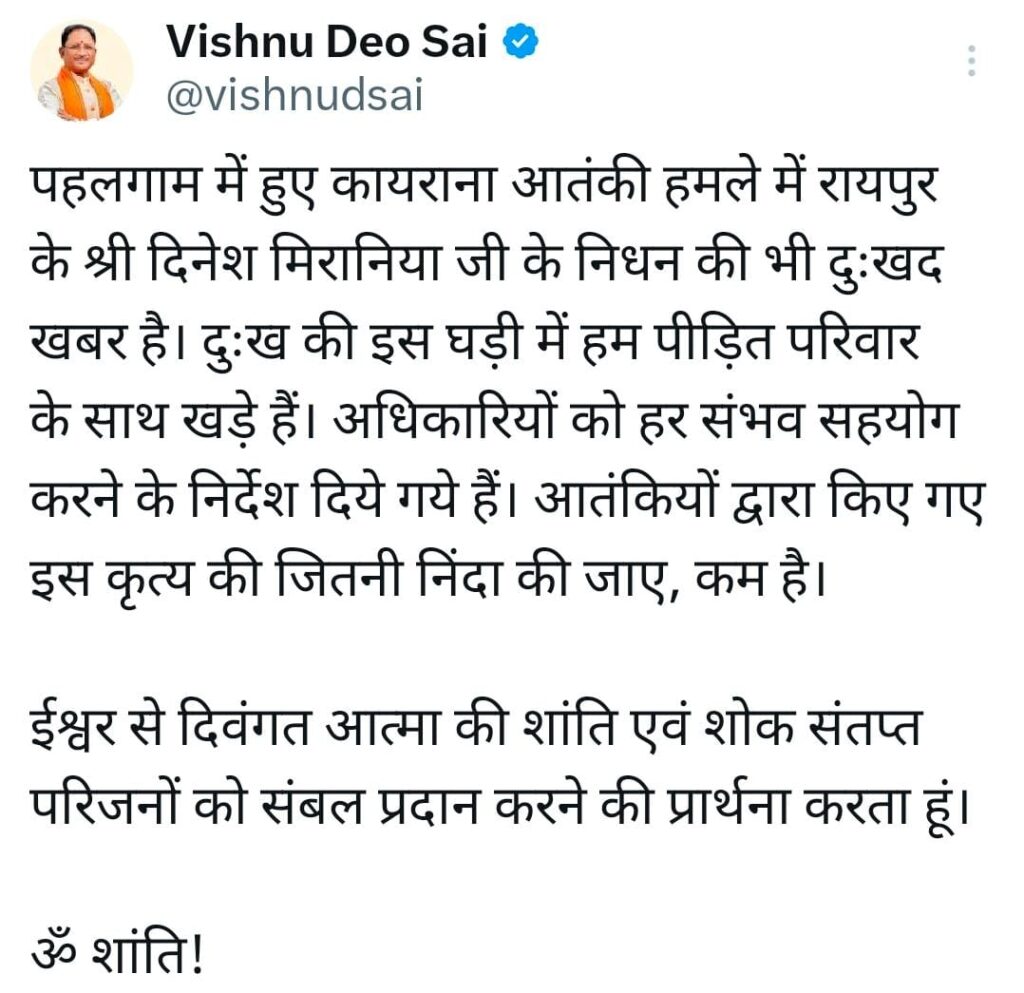 Vishnu Deo Sai
@vishnudsai
पहलगाम में हुए कायराना आतंकी हमले में रायपुर
के श्री दिनेश मिरानिया जी के निधन की भी दुःखद
खबर है। दुःख की इस घड़ी में हम पीड़ित परिवार
के साथ खड़े हैं। अधिकारियों को हर संभव सहयोग
करने के निर्देश दिये गये हैं। आतंकियों द्वारा किए गए
इस कृत्य की जितनी निंदा की जाए, कम है।
ईश्वर से दिवंगत आत्मा की शांति एवं शोक संतप्त
परिजनों को संबल प्रदान करने की प्रार्थना करता हूं।
ॐ शांति!